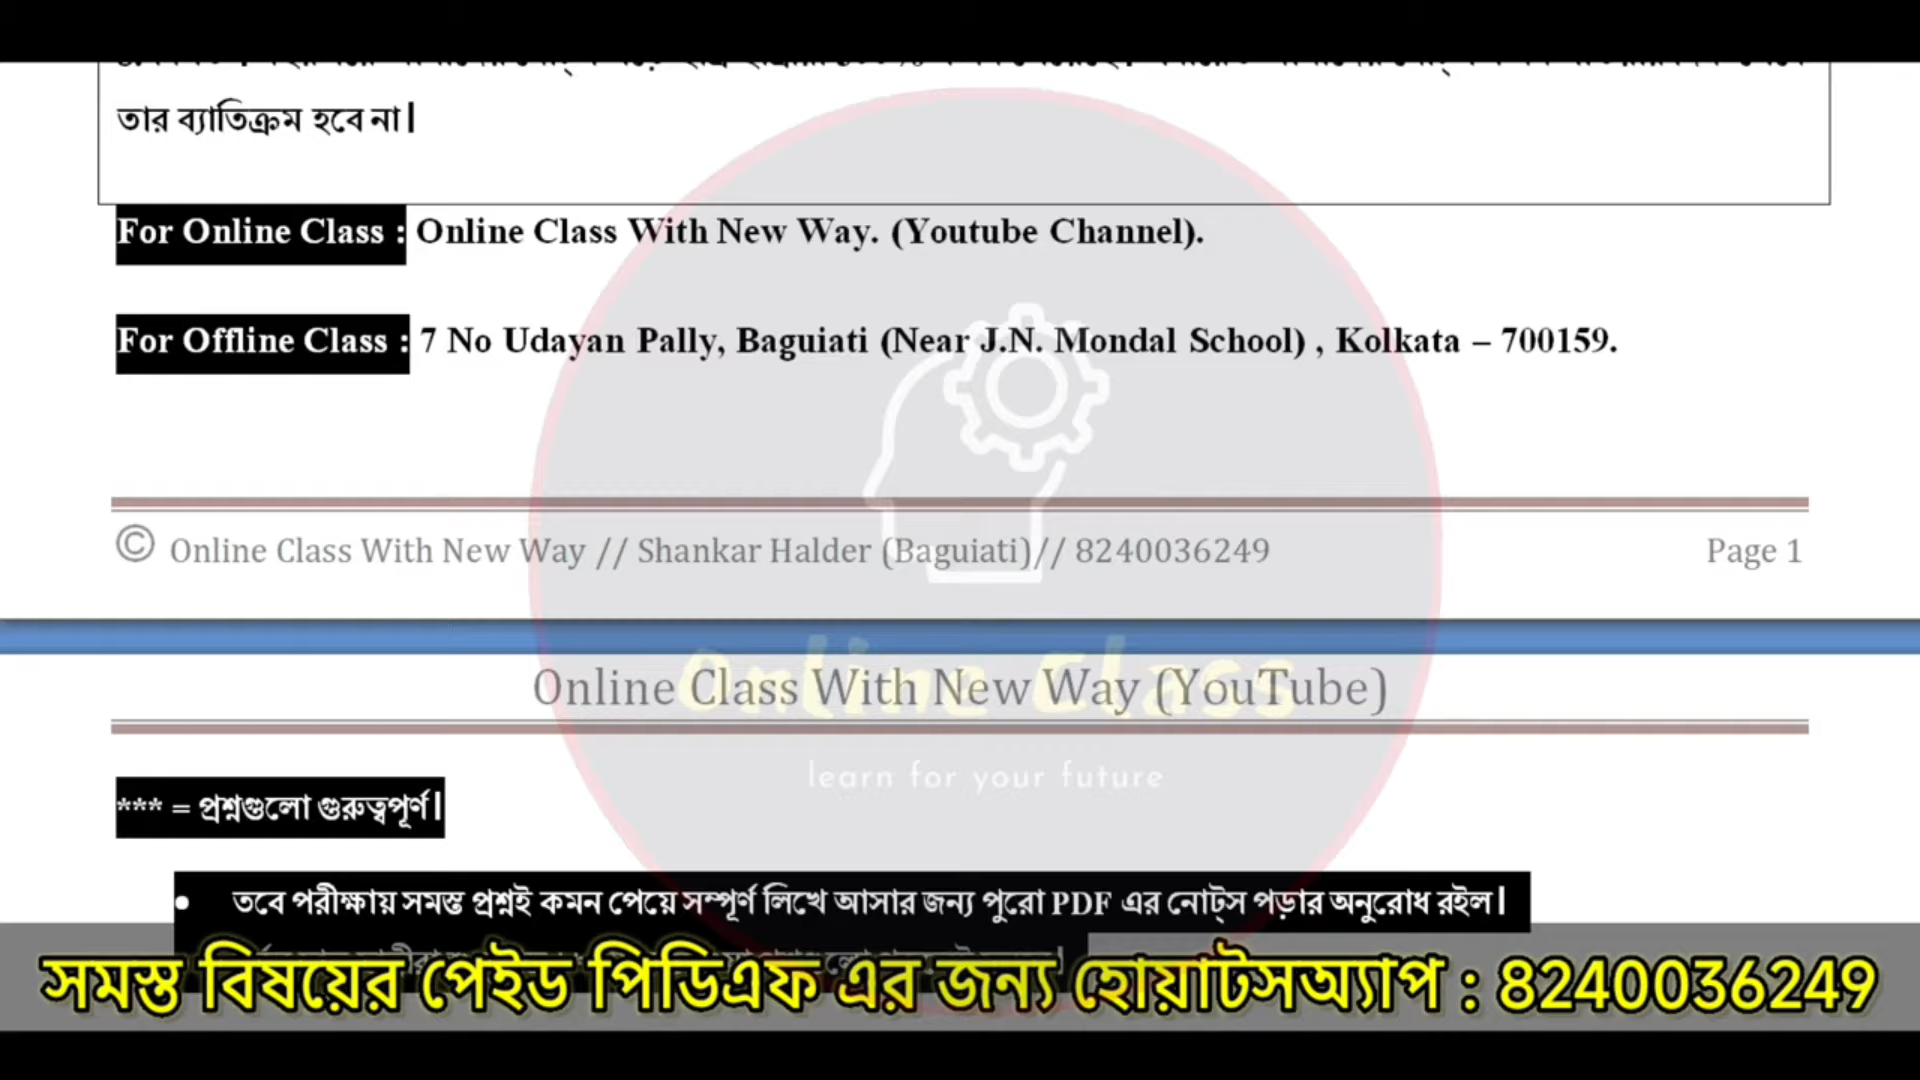 তার ব্যাতিক্রম হবে না।
For Online Class : Online Class With New Way. (Youtube Channel).
For Offline Class : 7 No Udayan Pally, Baguiati (Near J.N. Mondal School) , Kolkata – 700159.
© Online Class With New Way // Shankar Halder (Baguiati)// 8240036249 Page 1
Online Class
Online Class With New Way (YouTube)
learn for your future
*** = প্রশ্নগুলো গুরুত্বপূর্ণ।
• তবে পরীক্ষায় সমস্ত প্রশ্নই কমন পেয়ে সম্পূর্ণ লিখে আসার জন্য পুরো PDF এর নোট্স পড়ার অনুরোধ রইল।
সমস্ত বিষয়ের পেইড পিডিএফ এর জন্য হোয়াটসঅ্যাপ : 8240036249